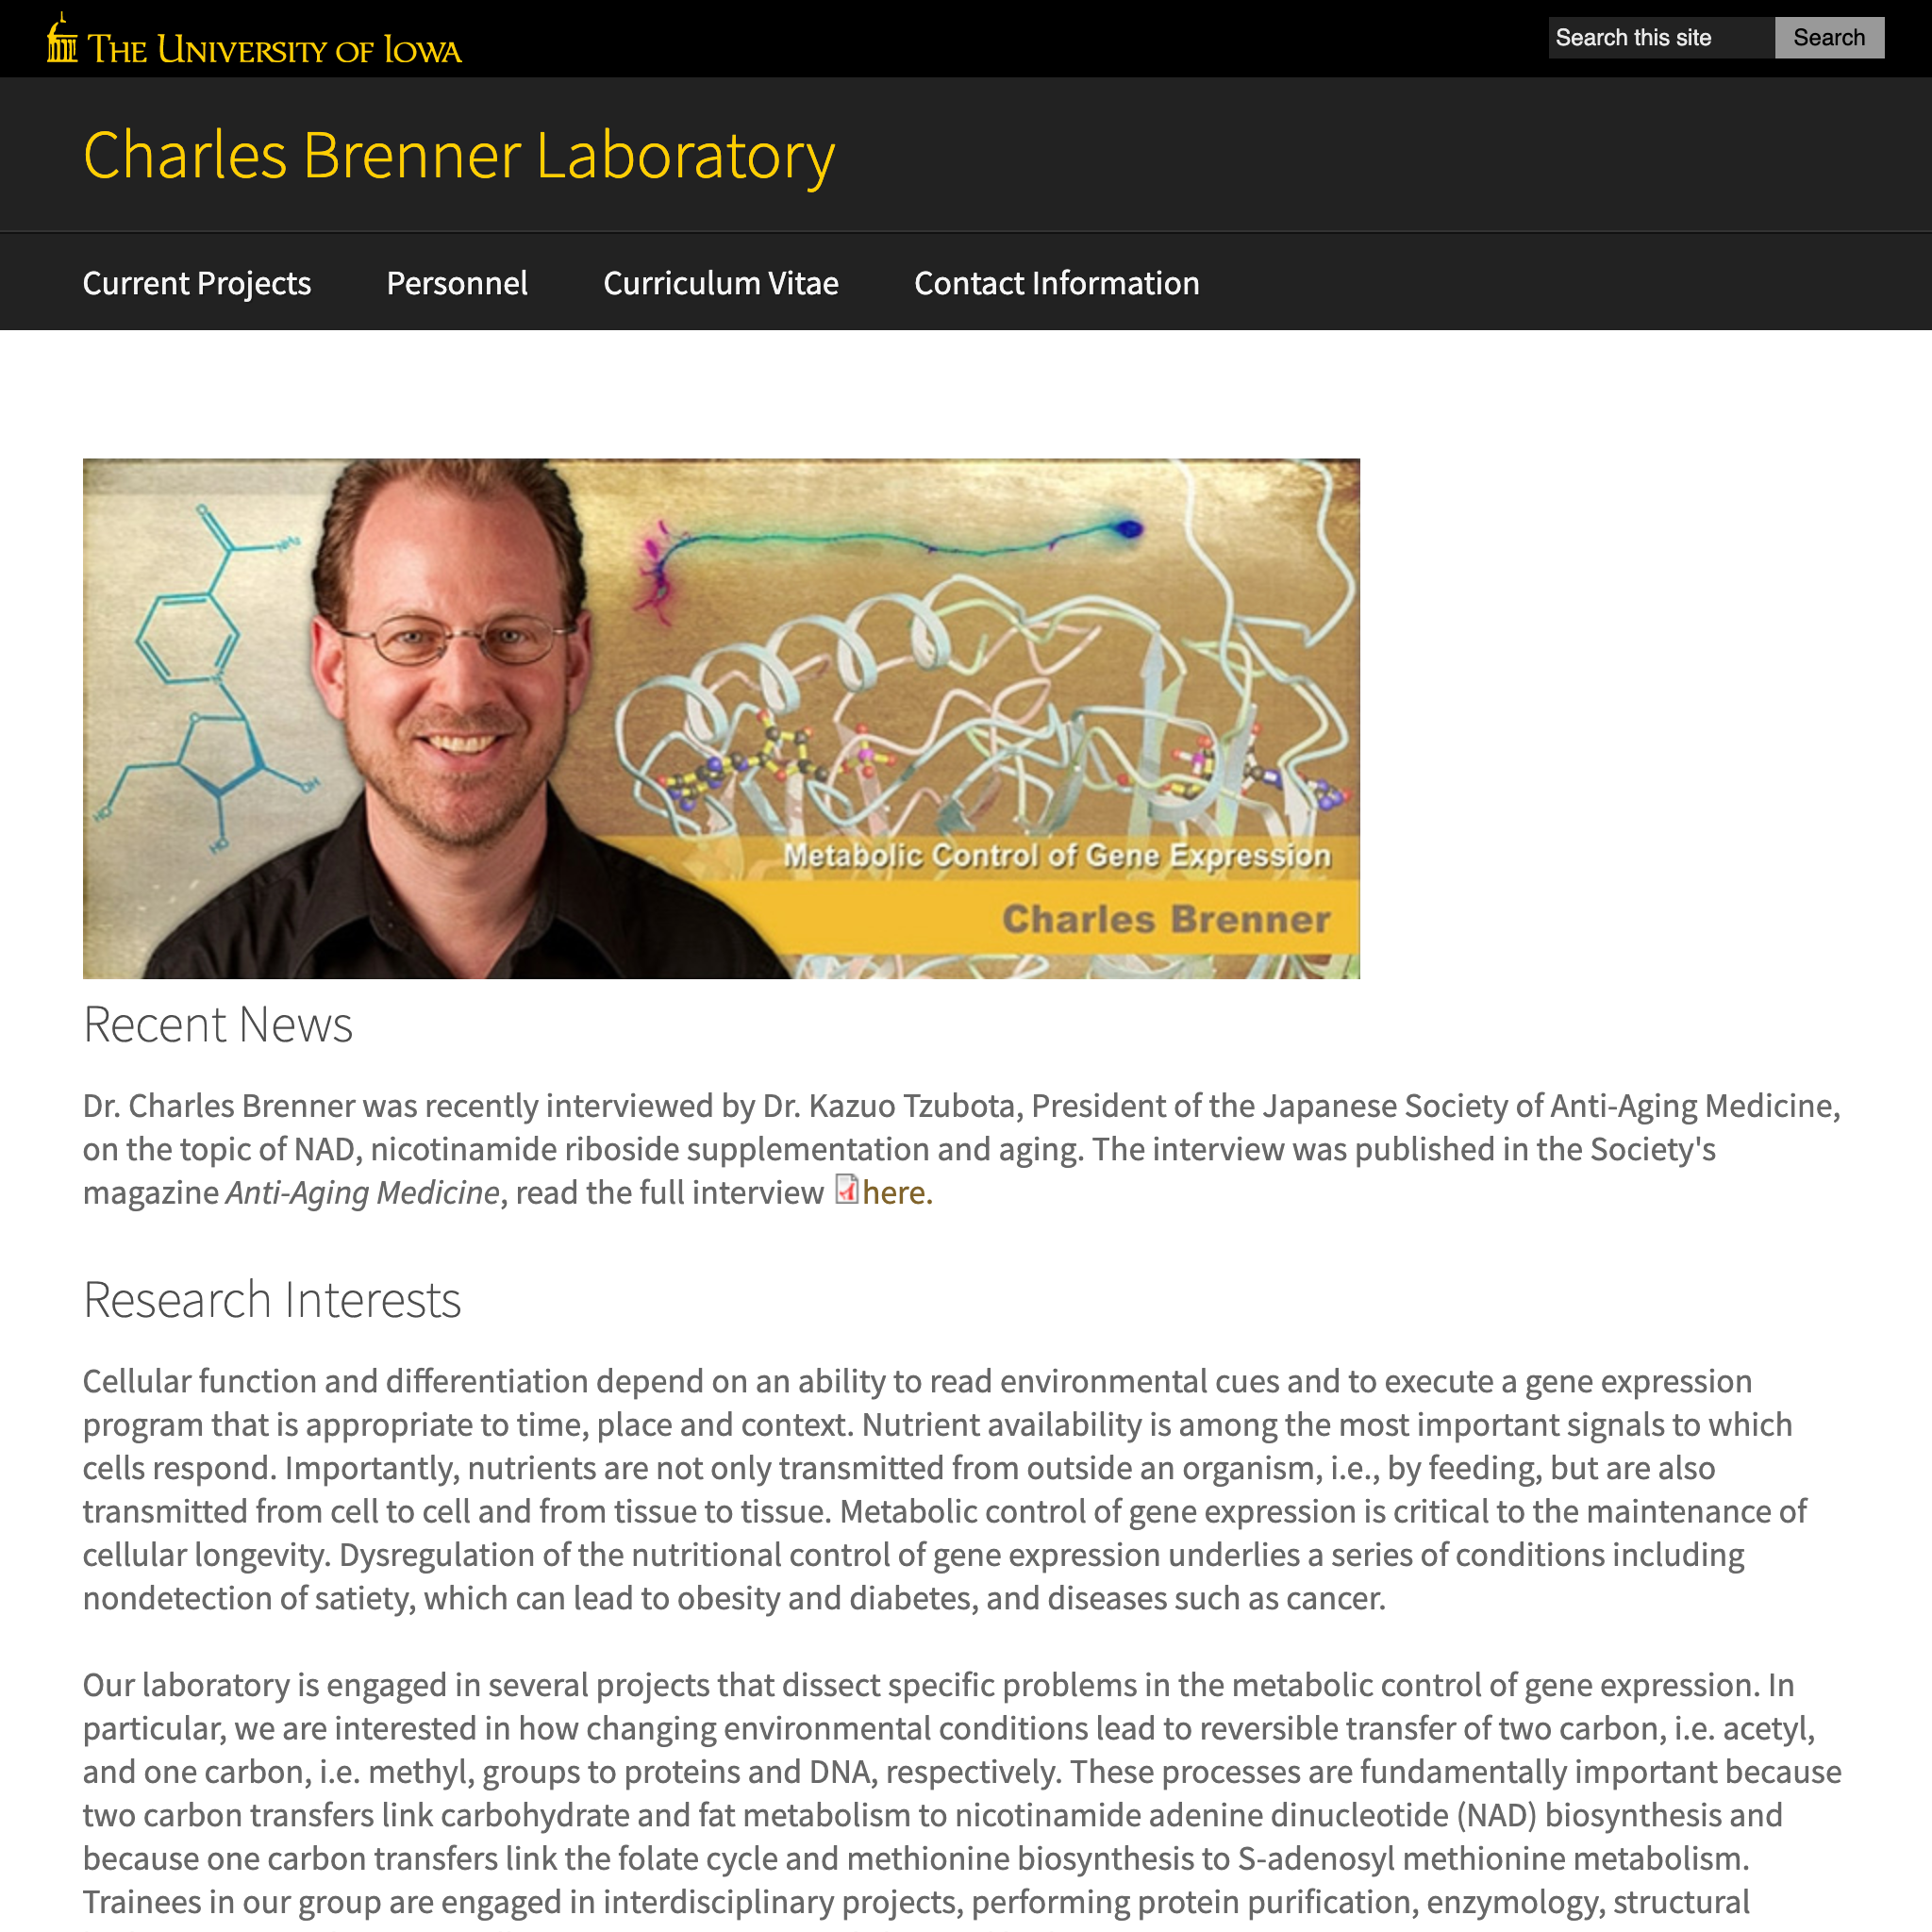 The University of Iowa
Search this site
Search
Charles Brenner Laboratory
Current Projects
Personnel
Curriculum Vitae
Contact Information
O
NH₂
N
O
HO
OH
HO
Metabolic Control of Gene Expression
Charles Brenner
Recent News
Dr. Charles Brenner was recently interviewed by Dr. Kazuo Tzubota, President of the Japanese Society of Anti-Aging Medicine,
on the topic of NAD, nicotinamide riboside supplementation and aging. The interview was published in the Society's
magazine Anti-Aging Medicine, read the full interview here.
Research Interests
Cellular function and differentiation depend on an ability to read environmental cues and to execute a gene expression
program that is appropriate to time, place and context. Nutrient availability is among the most important signals to which
cells respond. Importantly, nutrients are not only transmitted from outside an organism, i.e., by feeding, but are also
transmitted from cell to cell and from tissue to tissue. Metabolic control of gene expression is critical to the maintenance of
cellular longevity. Dysregulation of the nutritional control of gene expression underlies a series of conditions including
nondetection of satiety, which can lead to obesity and diabetes, and diseases such as cancer.
Our laboratory is engaged in several projects that dissect specific problems in the metabolic control of gene expression. In
particular, we are interested in how changing environmental conditions lead to reversible transfer of two carbon, i.e. acetyl,
and one carbon, i.e. methyl, groups to proteins and DNA, respectively. These processes are fundamentally important because
two carbon transfers link carbohydrate and fat metabolism to nicotinamide adenine dinucleotide (NAD) biosynthesis and
because one carbon transfers link the folate cycle and methionine biosynthesis to S-adenosyl methionine metabolism.
Trainees in our group are engaged in interdisciplinary projects, performing protein purification, enzymology, structural